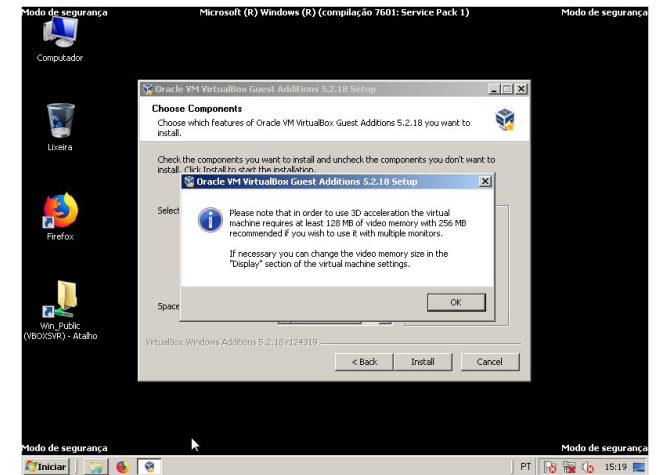 Modo de segurança
Microsoft (R) Windows (R) (compilação 7601: Service Pack 1)
Modo de segurança
Computador
Lixeira
Firefox
Win_Public
(VBOXSVR) - Atalho
Oracle VM VirtualBox Guest Additions 5.2.18 Setup
Choose Components
Choose which features of Oracle VM VirtualBox Guest Additions 5.2.18 you want to
install.
Check the components you want to install and uncheck the components you don't want to
install. Click Install to start the installation.
Select
Space
Oracle VM VirtualBox Guest Additions 5.2.18 Setup
Please note that in order to use 3D acceleration the virtual
machine requires at least 128 MB of video memory with 256 MB
recommended if you wish to use it with multiple monitors.
If necessary you can change the video memory size in the
"Display" section of the virtual machine settings.
OK
VirtualBox Windows Additions 5.2.18 r124319
< Back
Install
Cancel
Modo de segurança
Modo de segurança
Iniciar
PT
15:19